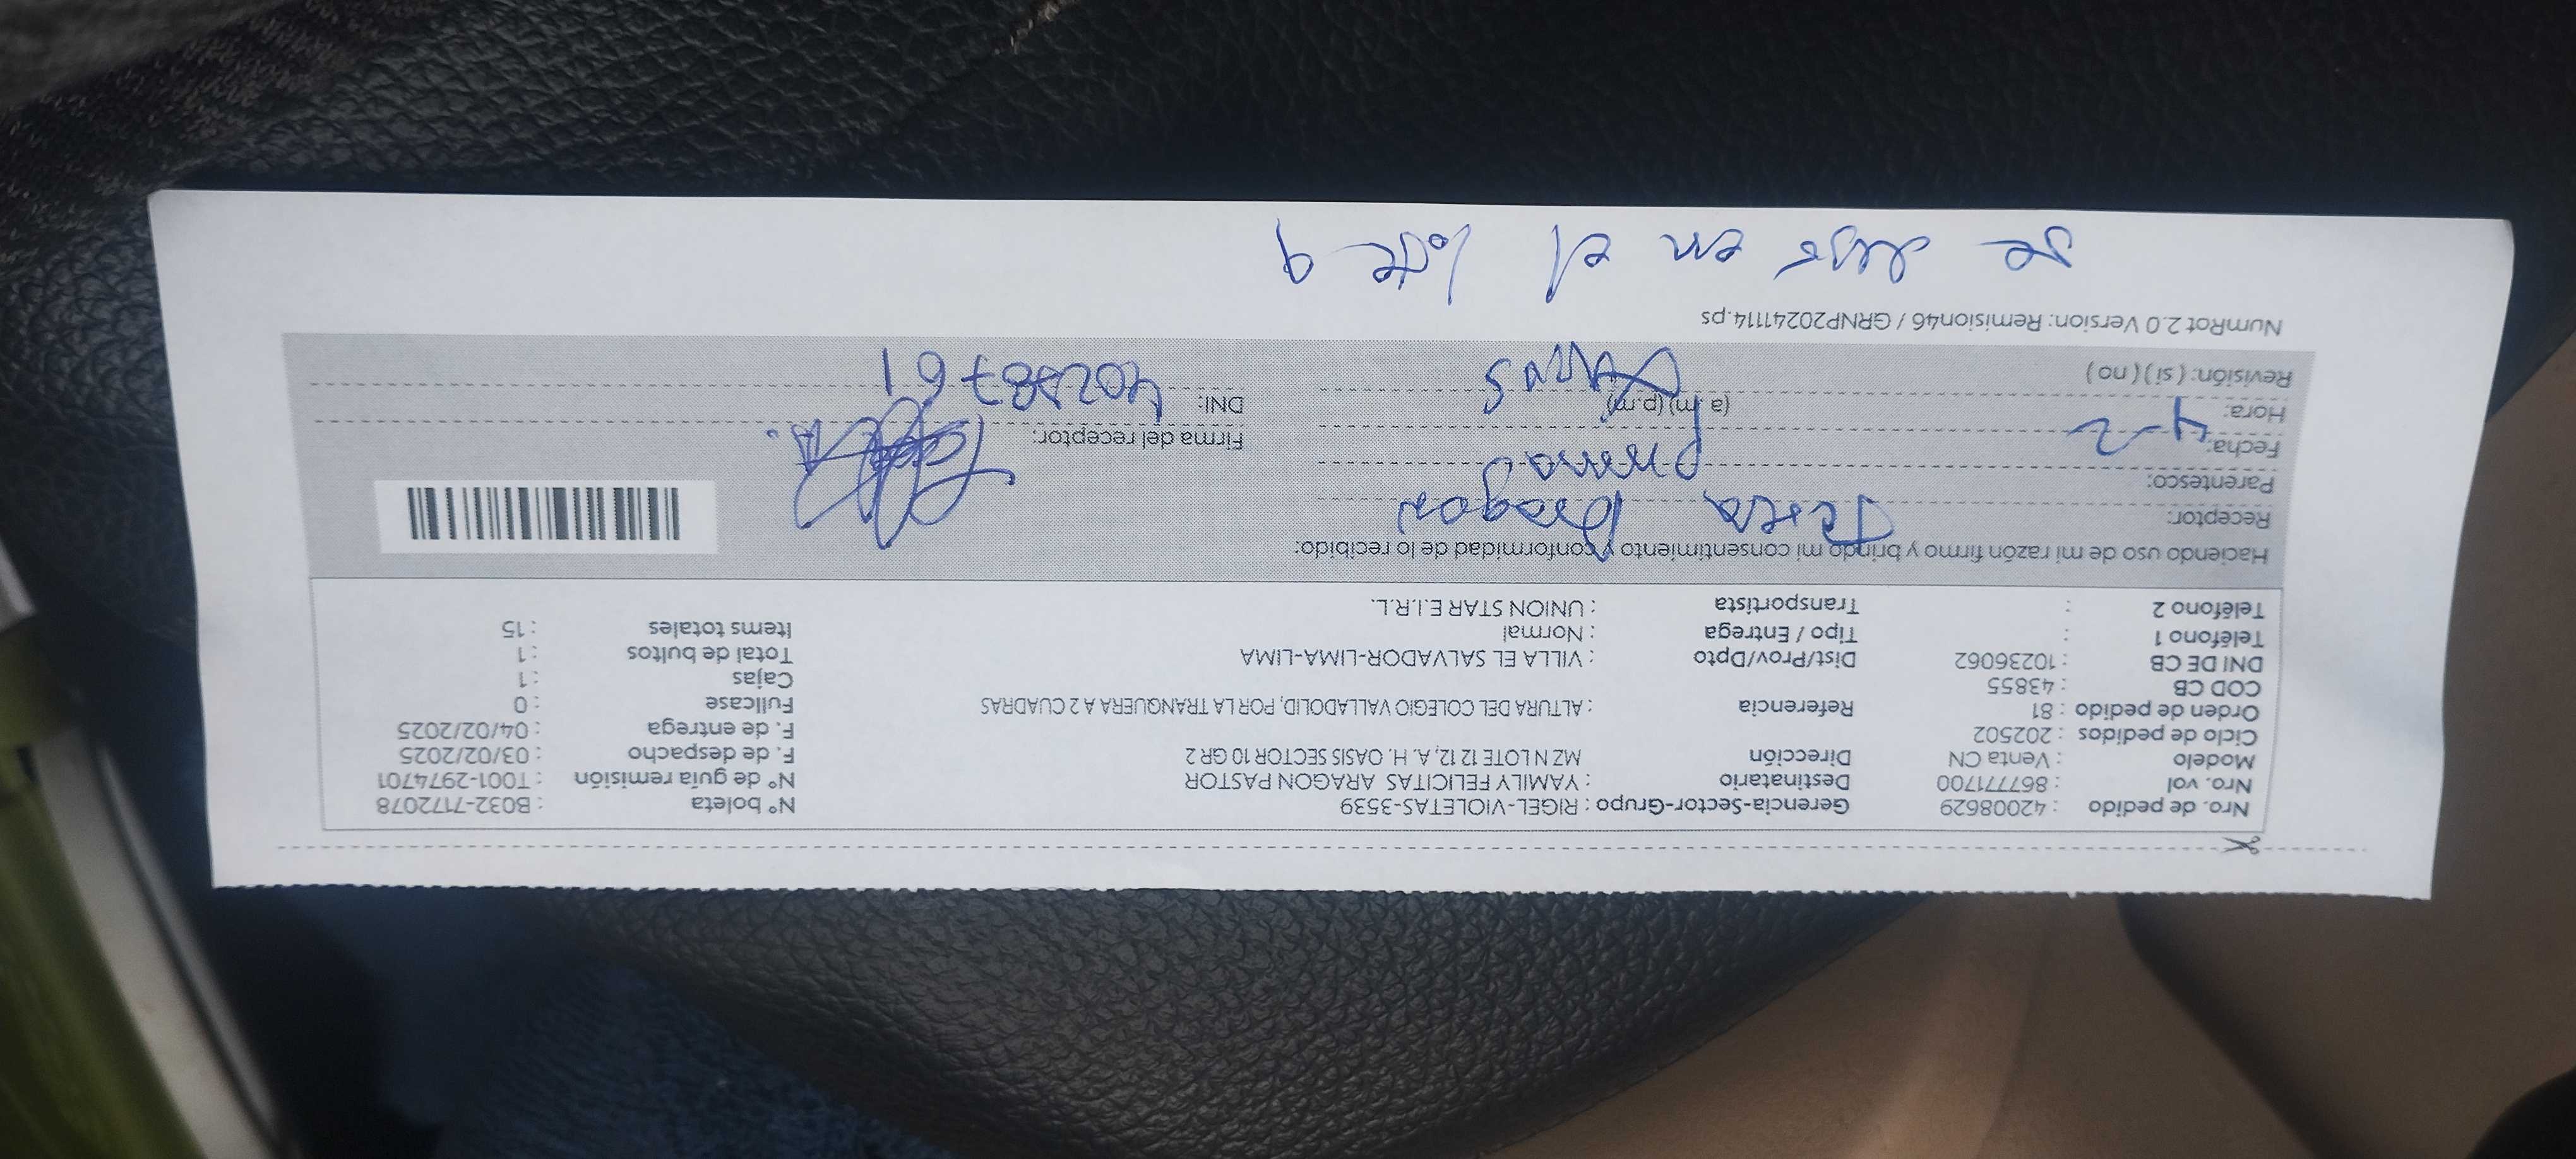 Nro. de pedido : 42008629 Gerencia-Sector-Grupo : RIGEL-VIOLETAS-3539 N° boleta : B032-7172078
Nro. vol : 867771700 Destinatario : YAMILY FELICITAS ARAGON PASTOR N° de guía remisión : T001-2974701
Modelo : Venta CN Dirección MZ N LOTE 12 12, A. H. OASIS SECTOR 10 GR 2 F. de despacho : 03/02/2025
Ciclo de pedidos : 202502 F. de entrega : 04/02/2025
Orden de pedido : 81 Referencia : ALTURA DEL COLEGIO VALLADOLID, POR LA TRANQUERA A 2 CUADRAS Fullcase : 0
COD CB : 43855 Cajas : 1
DNI DE CB : 10236062 Dist/Prov/Dpto : VILLA EL SALVADOR-LIMA-LIMA Total de bultos : 1
Teléfono 1 : Tipo / Entrega : Normal Items totales : 15
Teléfono 2 : Transportista : UNION STAR E.I.R.L.
Haciendo uso de mi razón firmo y brindo mi consentimiento y conformidad de lo recibido:
Receptor: Aragon
Parentesco: prima
Fecha: 4-2 Firma del receptor:
Hora: (a.m) (p.m) DNI:
Revisión: ( si ) ( no )
NumRot 2.0 Version: Remision46 / GRNP20241114.ps
se dejo en el lote 9